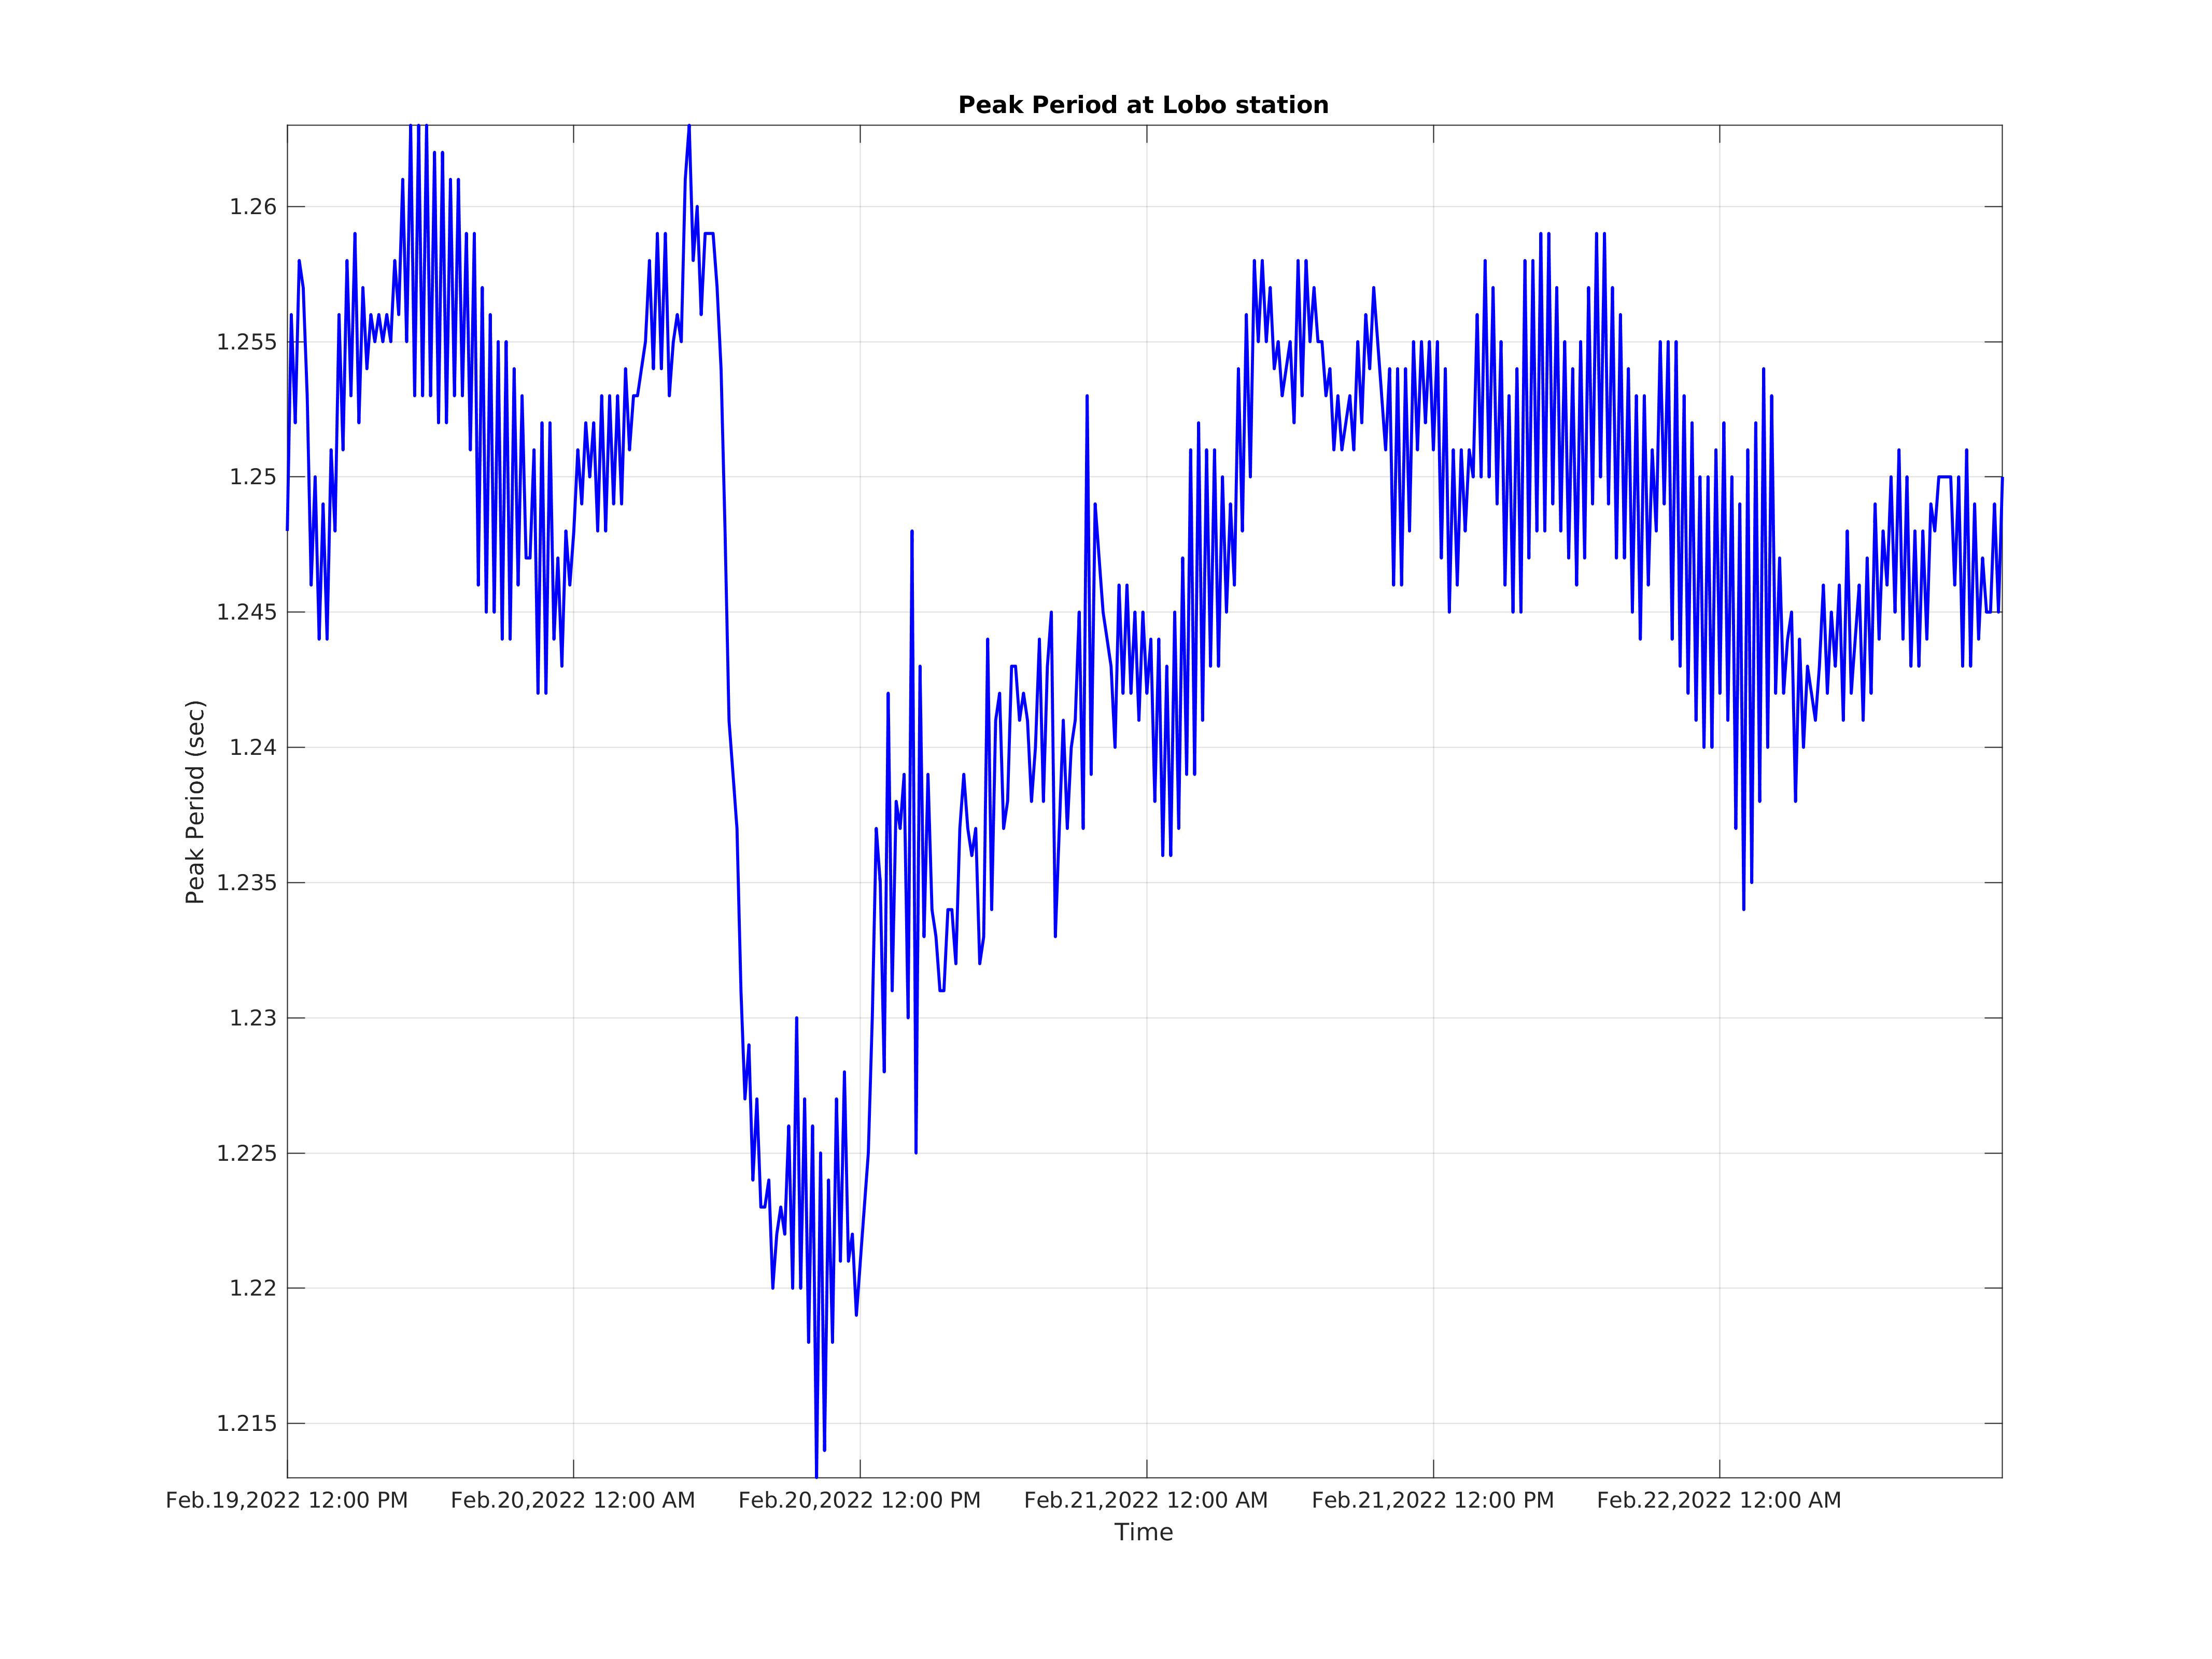 Peak Period at Lobo station
Peak Period (sec)
1.26
1.255
1.25
1.245
1.24
1.235
1.23
1.225
1.22
1.215
Feb.19,2022 12:00 PM
Feb.20,2022 12:00 AM
Feb.20,2022 12:00 PM
Feb.21,2022 12:00 AM
Feb.21,2022 12:00 PM
Feb.22,2022 12:00 AM
Time